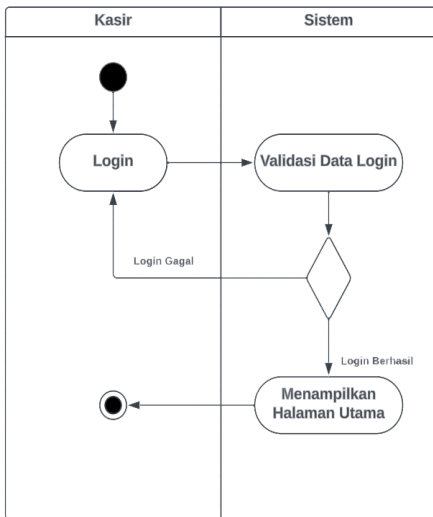 Kasir
Sistem
Login
Validasi Data Login
Login Gagal
Login Berhasil
Menampilkan
Halaman Utama